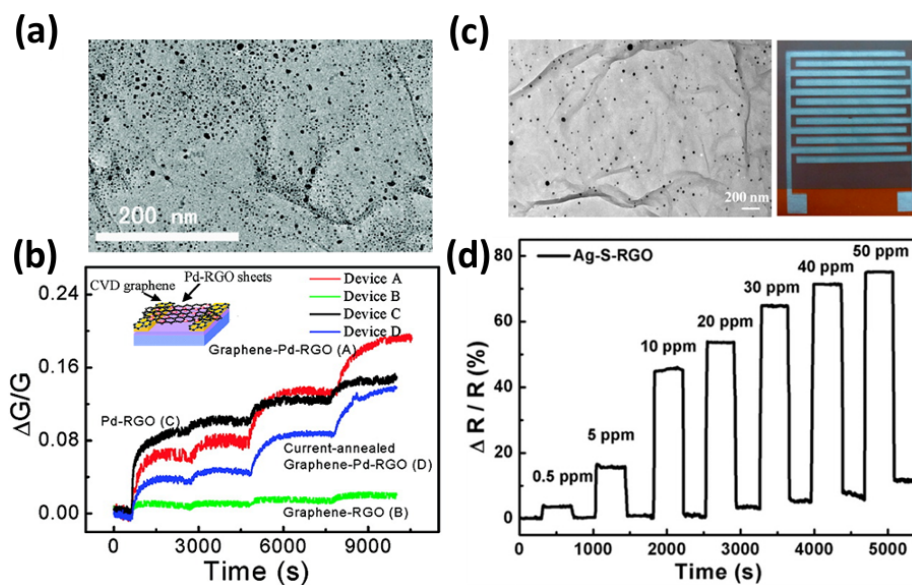 (a)
200 nm
(b)
CVD graphene
Pd-RGO sheets
Device A
Device B
Device C
Device D
Graphene-Pd-RGO (A)
Pd-RGO (C)
Current-annealed
Graphene-Pd-RGO (D)
Graphene-RGO (B)
ΔG/G
0.24
0.16
0.08
0.00
0
3000
6000
9000
Time (s)
(c)
200 nm
(d)
Ag-S-RGO
0.5 ppm
5 ppm
10 ppm
20 ppm
30 ppm
40 ppm
50 ppm
Δ R / R (%)
80
60
40
20
0
0
1000
2000
3000
4000
5000
Time (s)